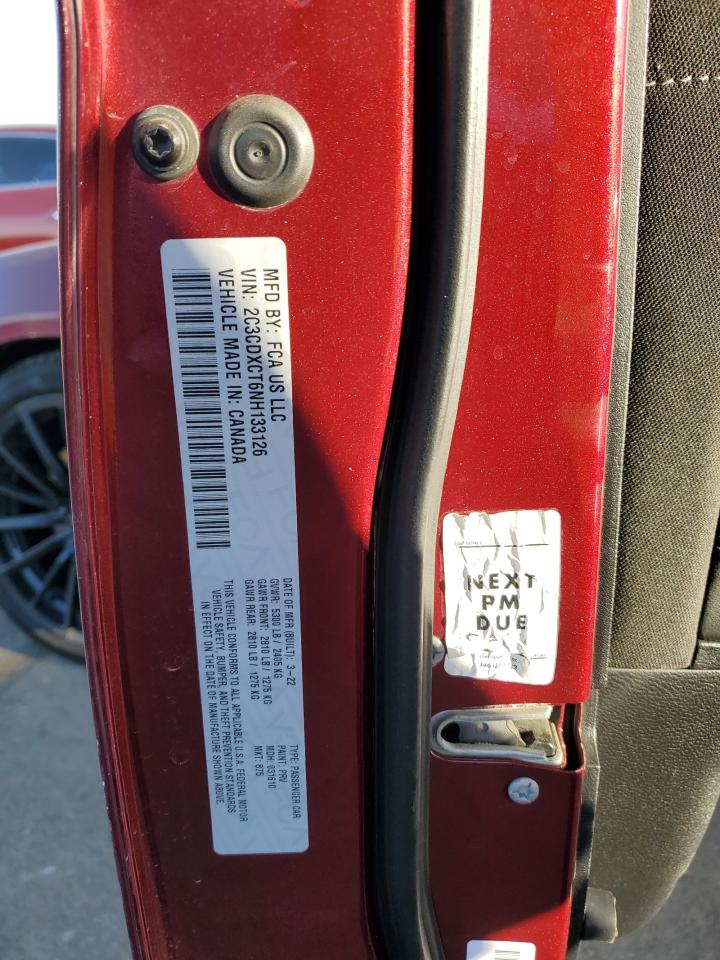 MFD BY: FCA US LLC
VIN: 2C3CDXCT6NH133126
VEHICLE MADE IN: CANADA
DATE OF MFR (BUILT): 3-22
GVWR: 5300 LB / 2405 KG
GAWR FRONT: 2810 LB / 1275 KG
GAWR REAR: 2810 LB / 1275 KG
TYPE: PASSENGER CAR
PAINT: PRV
MDH: 031610
MKT: 875
THIS VEHICLE CONFORMS TO ALL APPLICABLE U.S.A. FEDERAL MOTOR
VEHICLE SAFETY, BUMPER, AND THEFT PREVENTION STANDARDS
IN EFFECT ON THE DATE OF MANUFACTURE SHOWN ABOVE.
NEXT
PM
DUE